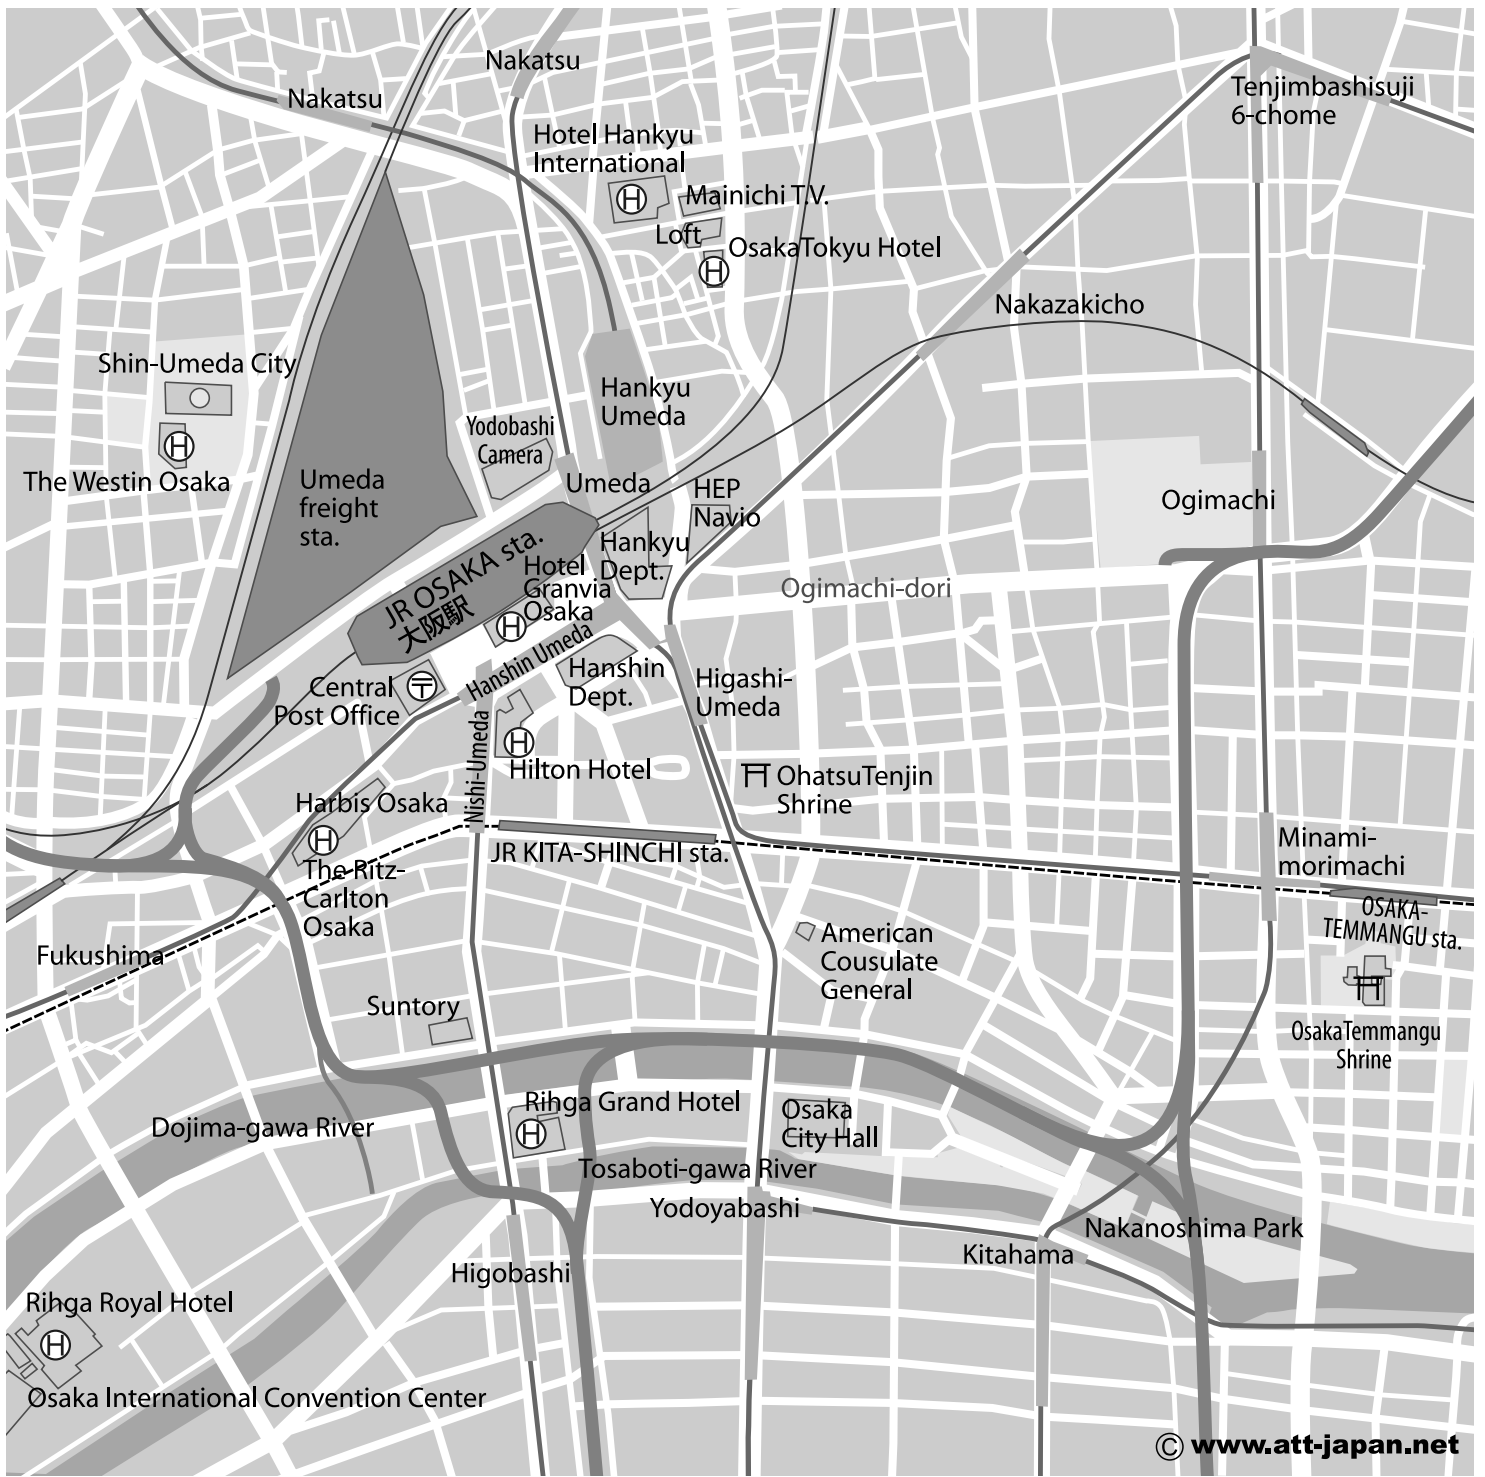 Nakatsu
Nakatsu
Tenjimbashisuji
6-chome
Hotel Hankyu
International
Mainichi T.V.
Loft
OsakaTokyu Hotel
Nakazakicho
Shin-Umeda City
H
H
H
The Westin Osaka
Hankyu
Umeda
Yodobashi
Camera
Umeda
freight
sta.
Umeda
HEP
Navio
Ogimachi
JR OSAKA sta.
大阪駅
Hotel
Granvia
Osaka
H
Hankyu
Dept.
Ogimachi-dori
Hanshin Umeda
Hanshin
Dept.
Higashi-
Umeda
Central
Post Office
〒
Nishi-Umeda
H
Hilton Hotel
OhatsuTenjin
Shrine
Harbis Osaka
H
The Ritz-
Carlton
Osaka
JR KITA-SHINCHI sta.
Minami-
morimachi
OSAKA-
TEMMANGU sta.
American
Cousulate
General
Fukushima
Suntory
OsakaTemmangu
Shrine
Dojima-gawa River
Rihga Grand Hotel
H
Osaka
City Hall
Tosaboti-gawa River
Yodoyabashi
Nakanoshima Park
Kitahama
Higobashi
Rihga Royal Hotel
H
Osaka International Convention Center
© www.att-japan.net